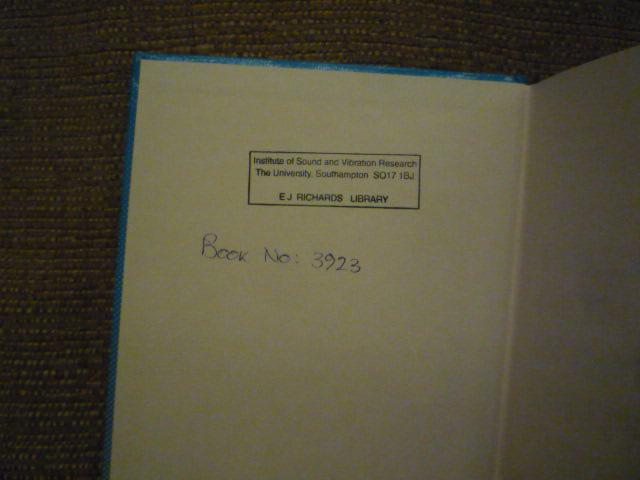 Institute of Sound and Vibration Research
The University, Southampton SO17 1BJ
E J RICHARDS LIBRARY
Book No: 3923